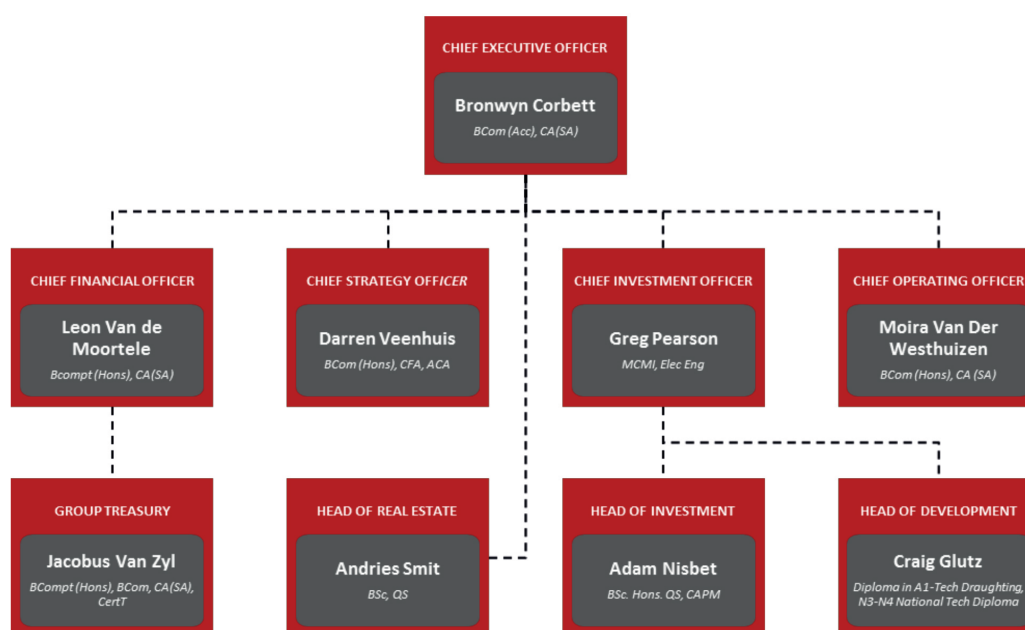 CHIEF EXECUTIVE OFFICER
Bronwyn Corbett
BCom (Acc), CA(SA)
CHIEF FINANCIAL OFFICER
Leon Van de
Moortele
Bcompt (Hons), CA(SA)
CHIEF STRATEGY OFFICER
Darren Veenhuis
BCom (Hons), CFA, ACA
CHIEF INVESTMENT OFFICER
Greg Pearson
MCMI, Elec Eng
CHIEF OPERATING OFFICER
Moira Van Der
Westhuizen
BCom (Hons), CA (SA)
GROUP TREASURY
Jacobus Van Zyl
BCompt (Hons), BCom, CA(SA),
CertT
HEAD OF REAL ESTATE
Andries Smit
BSc, QS
HEAD OF INVESTMENT
Adam Nisbet
BSc. Hons. QS, CAPM
HEAD OF DEVELOPMENT
Craig Glutz
Diploma in A1-Tech Draughting,
N3-N4 National Tech Diploma